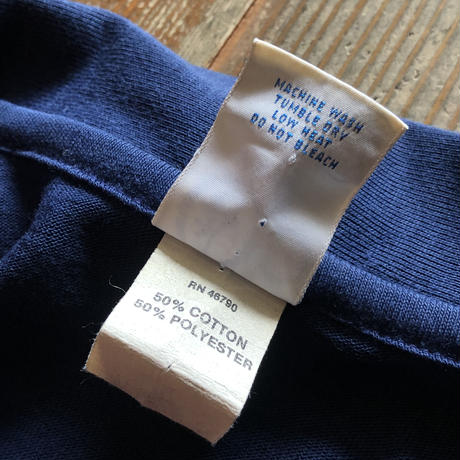 MACHINE WASH
TUMBLE DRY
LOW HEAT
DO NOT BLEACH
RN 46790
50% COTTON
50% POLYESTER